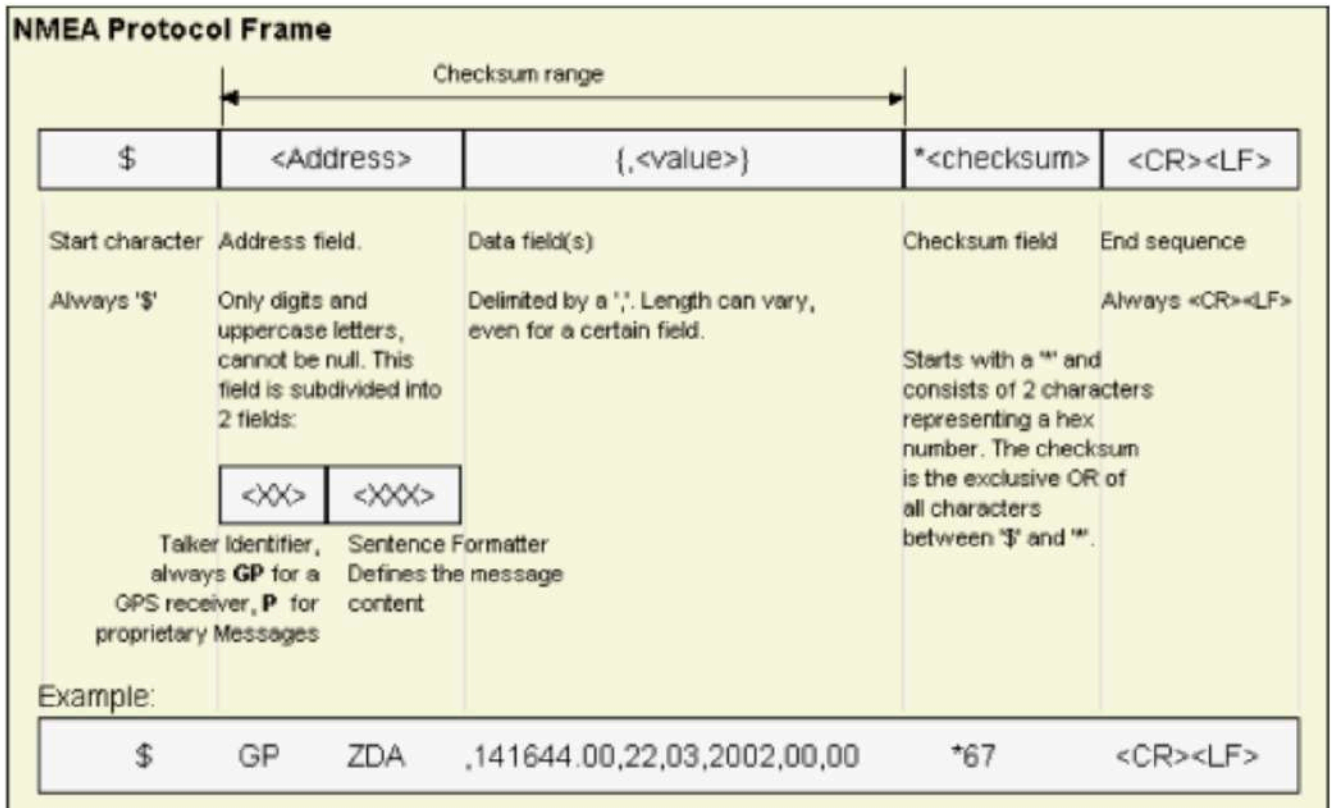 NMEA Protocol Frame
Checksum range
$ <Address> {,<value>} *<checksum> <CR><LF>
Start character Address field. Data field(s) Checksum field End sequence
Always '$' Only digits and Delimited by a ','. Length can vary, Always <CR><LF>
uppercase letters, even for a certain field.
cannot be null. This Starts with a '*' and
field is subdivided into consists of 2 characters
2 fields: representing a hex
number. The checksum
<XX> <XXX> is the exclusive OR of
all characters
Talker Identifier, Sentence Formatter between '$' and '*'.
always GP for a Defines the message
GPS receiver, P for content
proprietary Messages
Example:
$ GP ZDA ,141644.00,22,03,2002,00,00 *67 <CR><LF>